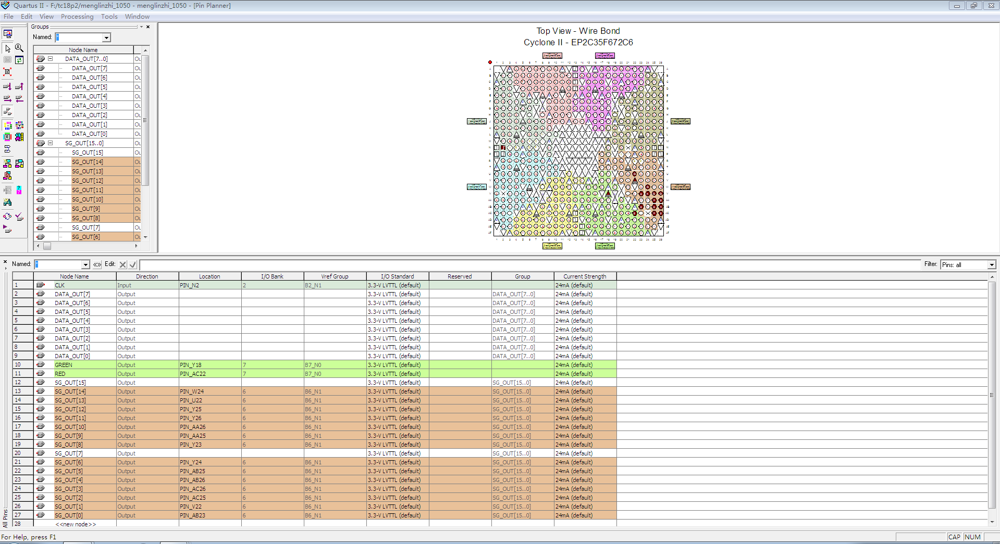 Quartus II - F:/tc18p2/menglinzhi_1050 - menglinzhi_1050 - [Pin Planner]
File Edit View Processing Tools Window
Groups
Named: *
Node Name
DATA_OUT[7..0] Ou
DATA_OUT[7] Ou
DATA_OUT[6] Ou
DATA_OUT[5] Ou
DATA_OUT[4] Ou
DATA_OUT[3] Ou
DATA_OUT[2] Ou
DATA_OUT[1] Ou
DATA_OUT[0] Ou
SG_OUT[15..0] Ou
SG_OUT[15] Ou
SG_OUT[14] Ou
SG_OUT[13] Ou
SG_OUT[12] Ou
SG_OUT[11] Ou
SG_OUT[10] Ou
SG_OUT[9] Ou
SG_OUT[8] Ou
SG_OUT[7] Ou
SG_OUT[6] Ou
Top View - Wire Bond
Cyclone II - EP2C35F672C6
Named: * <> Edit: Filter: Pins: all
Node Name Direction Location I/O Bank Vref Group I/O Standard Reserved Group Current Strength
1 CLK Input PIN_N2 2 B2_N1 3.3-V LVTTL (default) 24mA (default)
2 DATA_OUT[7] Output 3.3-V LVTTL (default) DATA_OUT[7..0] 24mA (default)
3 DATA_OUT[6] Output 3.3-V LVTTL (default) DATA_OUT[7..0] 24mA (default)
4 DATA_OUT[5] Output 3.3-V LVTTL (default) DATA_OUT[7..0] 24mA (default)
5 DATA_OUT[4] Output 3.3-V LVTTL (default) DATA_OUT[7..0] 24mA (default)
6 DATA_OUT[3] Output 3.3-V LVTTL (default) DATA_OUT[7..0] 24mA (default)
7 DATA_OUT[2] Output 3.3-V LVTTL (default) DATA_OUT[7..0] 24mA (default)
8 DATA_OUT[1] Output 3.3-V LVTTL (default) DATA_OUT[7..0] 24mA (default)
9 DATA_OUT[0] Output 3.3-V LVTTL (default) DATA_OUT[7..0] 24mA (default)
10 GREEN Output PIN_Y18 7 B7_N0 3.3-V LVTTL (default) 24mA (default)
11 RED Output PIN_AC22 7 B7_N0 3.3-V LVTTL (default) 24mA (default)
12 SG_OUT[15] Output 3.3-V LVTTL (default) SG_OUT[15..0] 24mA (default)
13 SG_OUT[14] Output PIN_W24 6 B6_N1 3.3-V LVTTL (default) SG_OUT[15..0] 24mA (default)
14 SG_OUT[13] Output PIN_U22 6 B6_N1 3.3-V LVTTL (default) SG_OUT[15..0] 24mA (default)
15 SG_OUT[12] Output PIN_Y25 6 B6_N1 3.3-V LVTTL (default) SG_OUT[15..0] 24mA (default)
16 SG_OUT[11] Output PIN_Y26 6 B6_N1 3.3-V LVTTL (default) SG_OUT[15..0] 24mA (default)
17 SG_OUT[10] Output PIN_AA26 6 B6_N1 3.3-V LVTTL (default) SG_OUT[15..0] 24mA (default)
18 SG_OUT[9] Output PIN_AA25 6 B6_N1 3.3-V LVTTL (default) SG_OUT[15..0] 24mA (default)
19 SG_OUT[8] Output PIN_Y23 6 B6_N1 3.3-V LVTTL (default) SG_OUT[15..0] 24mA (default)
20 SG_OUT[7] Output 3.3-V LVTTL (default) SG_OUT[15..0] 24mA (default)
21 SG_OUT[6] Output PIN_Y24 6 B6_N1 3.3-V LVTTL (default) SG_OUT[15..0] 24mA (default)
22 SG_OUT[5] Output PIN_AB25 6 B6_N1 3.3-V LVTTL (default) SG_OUT[15..0] 24mA (default)
23 SG_OUT[4] Output PIN_AB26 6 B6_N1 3.3-V LVTTL (default) SG_OUT[15..0] 24mA (default)
24 SG_OUT[3] Output PIN_AC26 6 B6_N1 3.3-V LVTTL (default) SG_OUT[15..0] 24mA (default)
25 SG_OUT[2] Output PIN_AC25 6 B6_N1 3.3-V LVTTL (default) SG_OUT[15..0] 24mA (default)
26 SG_OUT[1] Output PIN_V22 6 B6_N1 3.3-V LVTTL (default) SG_OUT[15..0] 24mA (default)
27 SG_OUT[0] Output PIN_AB23 6 B6_N1 3.3-V LVTTL (default) SG_OUT[15..0] 24mA (default)
28 <<new node>>
All Pins
For Help, press F1
CAP NUM